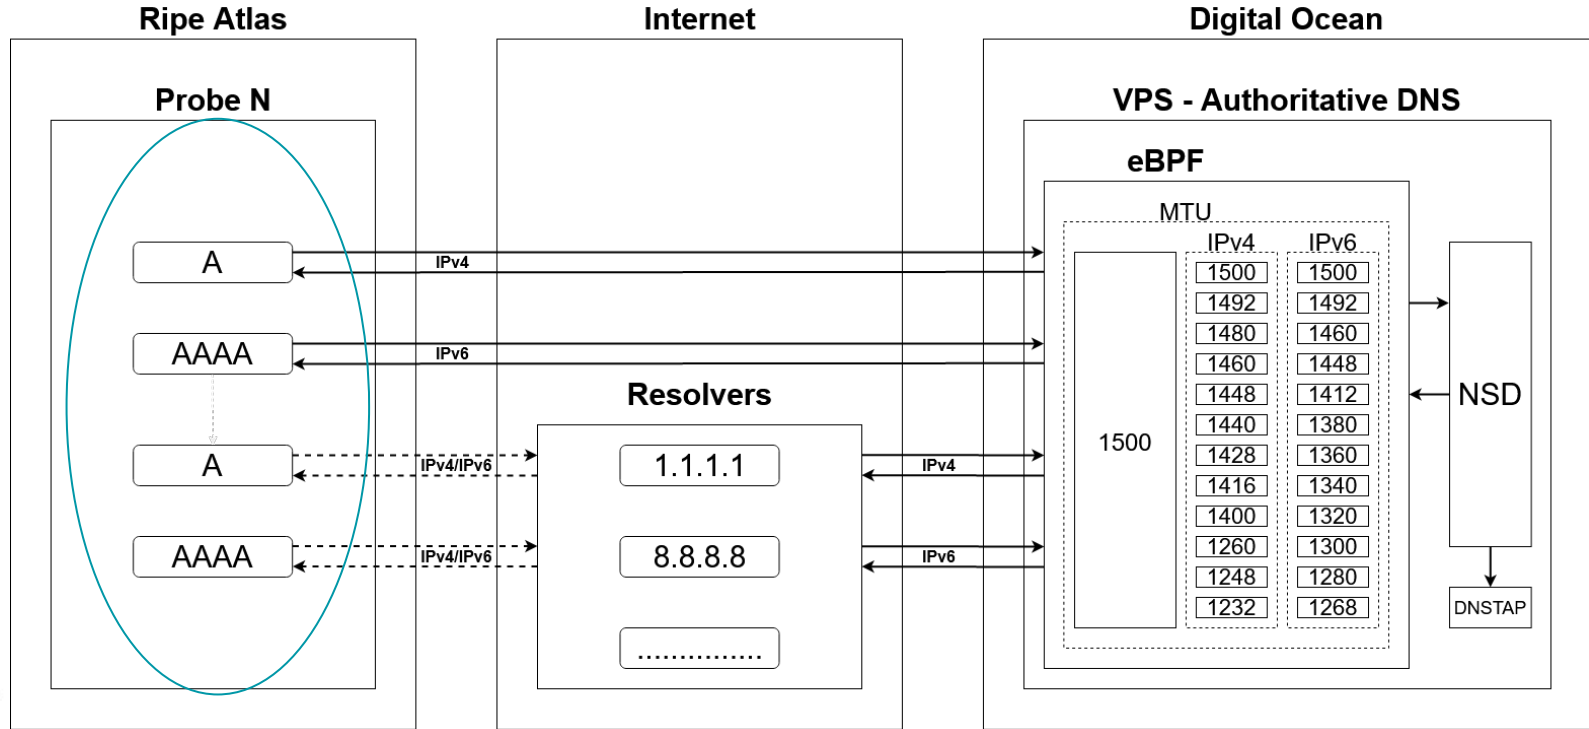 Ripe Atlas
Internet
Digital Ocean
Probe N
VPS - Authoritative DNS
eBPF
MTU
IPv4
IPv6
A
IPv4
AAAA
IPv6
A
IPv4/IPv6
AAAA
IPv4/IPv6
Resolvers
1.1.1.1
8.8.8.8
...............
IPv4
IPv6
1500
1500
1492
1480
1460
1448
1440
1428
1416
1400
1260
1248
1232
1500
1492
1460
1448
1412
1380
1360
1340
1320
1300
1280
1268
NSD
DNSTAP